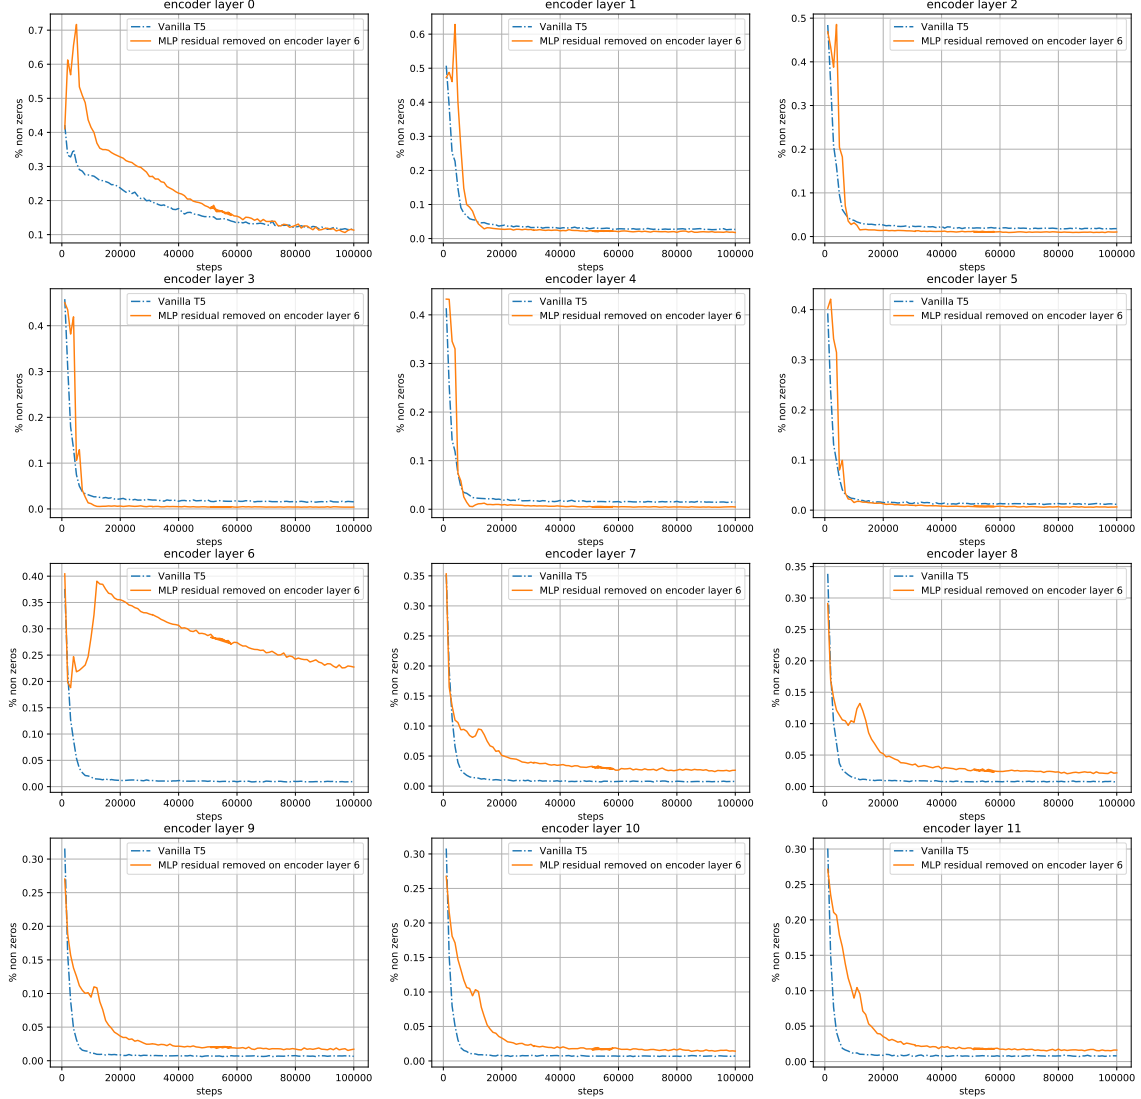 encoder layer 0
Vanilla T5
MLP residual removed on encoder layer 6
% non zeros
0.7
0.6
0.5
0.4
0.3
0.2
0.1
0 20000 40000 60000 80000 100000
steps
encoder layer 1
Vanilla T5
MLP residual removed on encoder layer 6
% non zeros
0.6
0.5
0.4
0.3
0.2
0.1
0.0
0 20000 40000 60000 80000 100000
steps
encoder layer 2
Vanilla T5
MLP residual removed on encoder layer 6
% non zeros
0.5
0.4
0.3
0.2
0.1
0.0
0 20000 40000 60000 80000 100000
steps
encoder layer 3
Vanilla T5
MLP residual removed on encoder layer 6
% non zeros
0.4
0.3
0.2
0.1
0.0
0 20000 40000 60000 80000 100000
steps
encoder layer 4
Vanilla T5
MLP residual removed on encoder layer 6
% non zeros
0.4
0.3
0.2
0.1
0.0
0 20000 40000 60000 80000 100000
steps
encoder layer 5
Vanilla T5
MLP residual removed on encoder layer 6
% non zeros
0.4
0.3
0.2
0.1
0.0
0 20000 40000 60000 80000 100000
steps
encoder layer 6
Vanilla T5
MLP residual removed on encoder layer 6
% non zeros
0.40
0.35
0.30
0.25
0.20
0.15
0.10
0.05
0.00
0 20000 40000 60000 80000 100000
steps
encoder layer 7
Vanilla T5
MLP residual removed on encoder layer 6
% non zeros
0.35
0.30
0.25
0.20
0.15
0.10
0.05
0.00
0 20000 40000 60000 80000 100000
steps
encoder layer 8
Vanilla T5
MLP residual removed on encoder layer 6
% non zeros
0.35
0.30
0.25
0.20
0.15
0.10
0.05
0.00
0 20000 40000 60000 80000 100000
steps
encoder layer 9
Vanilla T5
MLP residual removed on encoder layer 6
% non zeros
0.30
0.25
0.20
0.15
0.10
0.05
0.00
0 20000 40000 60000 80000 100000
steps
encoder layer 10
Vanilla T5
MLP residual removed on encoder layer 6
% non zeros
0.30
0.25
0.20
0.15
0.10
0.05
0.00
0 20000 40000 60000 80000 100000
steps
encoder layer 11
Vanilla T5
MLP residual removed on encoder layer 6
% non zeros
0.30
0.25
0.20
0.15
0.10
0.05
0.00
0 20000 40000 60000 80000 100000
steps